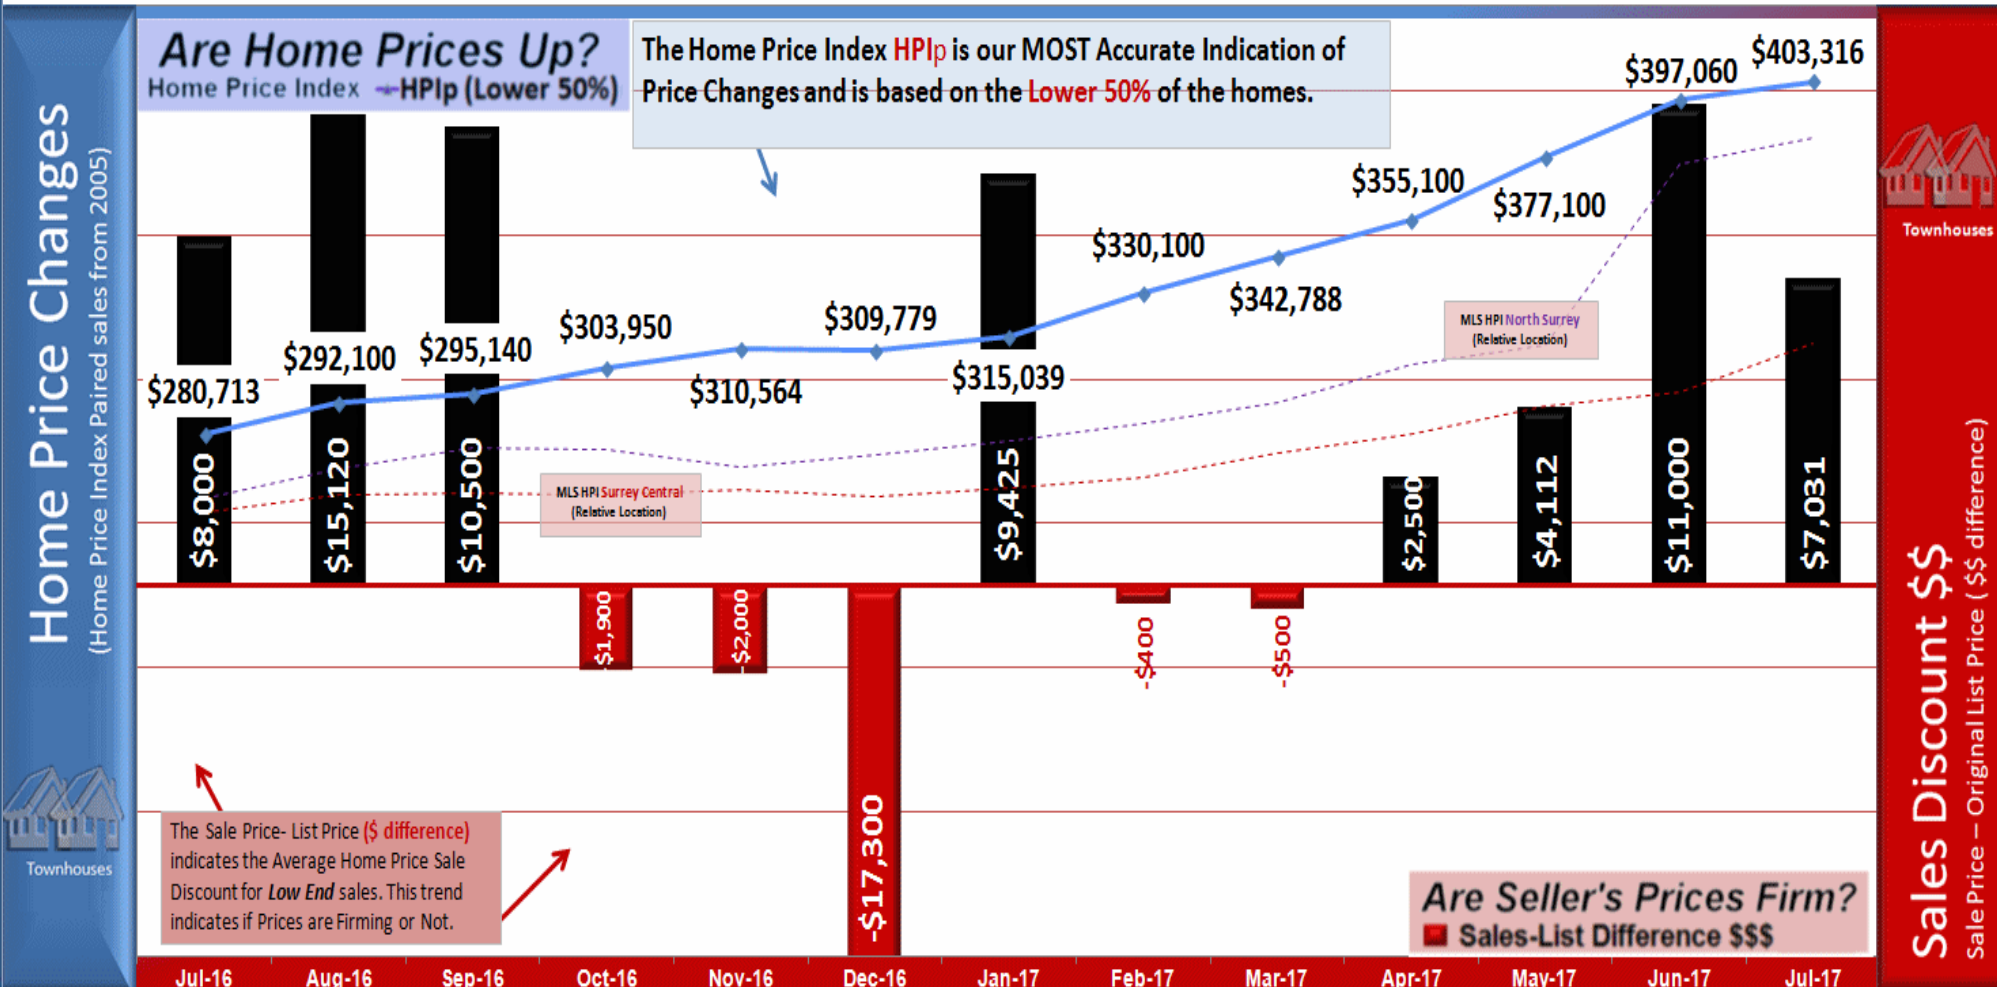 Home Price Changes
(Home Price Index Paired sales from 2005)
Townhouses
Are Home Prices Up?
Home Price Index HPIp (Lower 50%)
The Home Price Index HPIp is our MOST Accurate Indication of
Price Changes and is based on the Lower 50% of the homes.
$280,713
$292,100
$295,140
$303,950
$310,564
$309,779
$315,039
$330,100
$342,788
$355,100
$377,100
$397,060
$403,316
MLS HPI North Surrey
(Relative Location)
MLS HPI Surrey Central
(Relative Location)
$8,000
$15,120
$10,500
-$1,900
-$2,000
-$17,300
$9,425
-$400
-$500
$2,500
$4,112
$11,000
$7,031
The Sale Price- List Price ($ difference)
indicates the Average Home Price Sale
Discount for Low End sales. This trend
indicates if Prices are Firming or Not.
Are Seller's Prices Firm?
Sales-List Difference $$$
Jul-16 Aug-16 Sep-16 Oct-16 Nov-16 Dec-16 Jan-17 Feb-17 Mar-17 Apr-17 May-17 Jun-17 Jul-17
Townhouses
Sales Discount $$
Sale Price – Original List Price ( $$ difference)